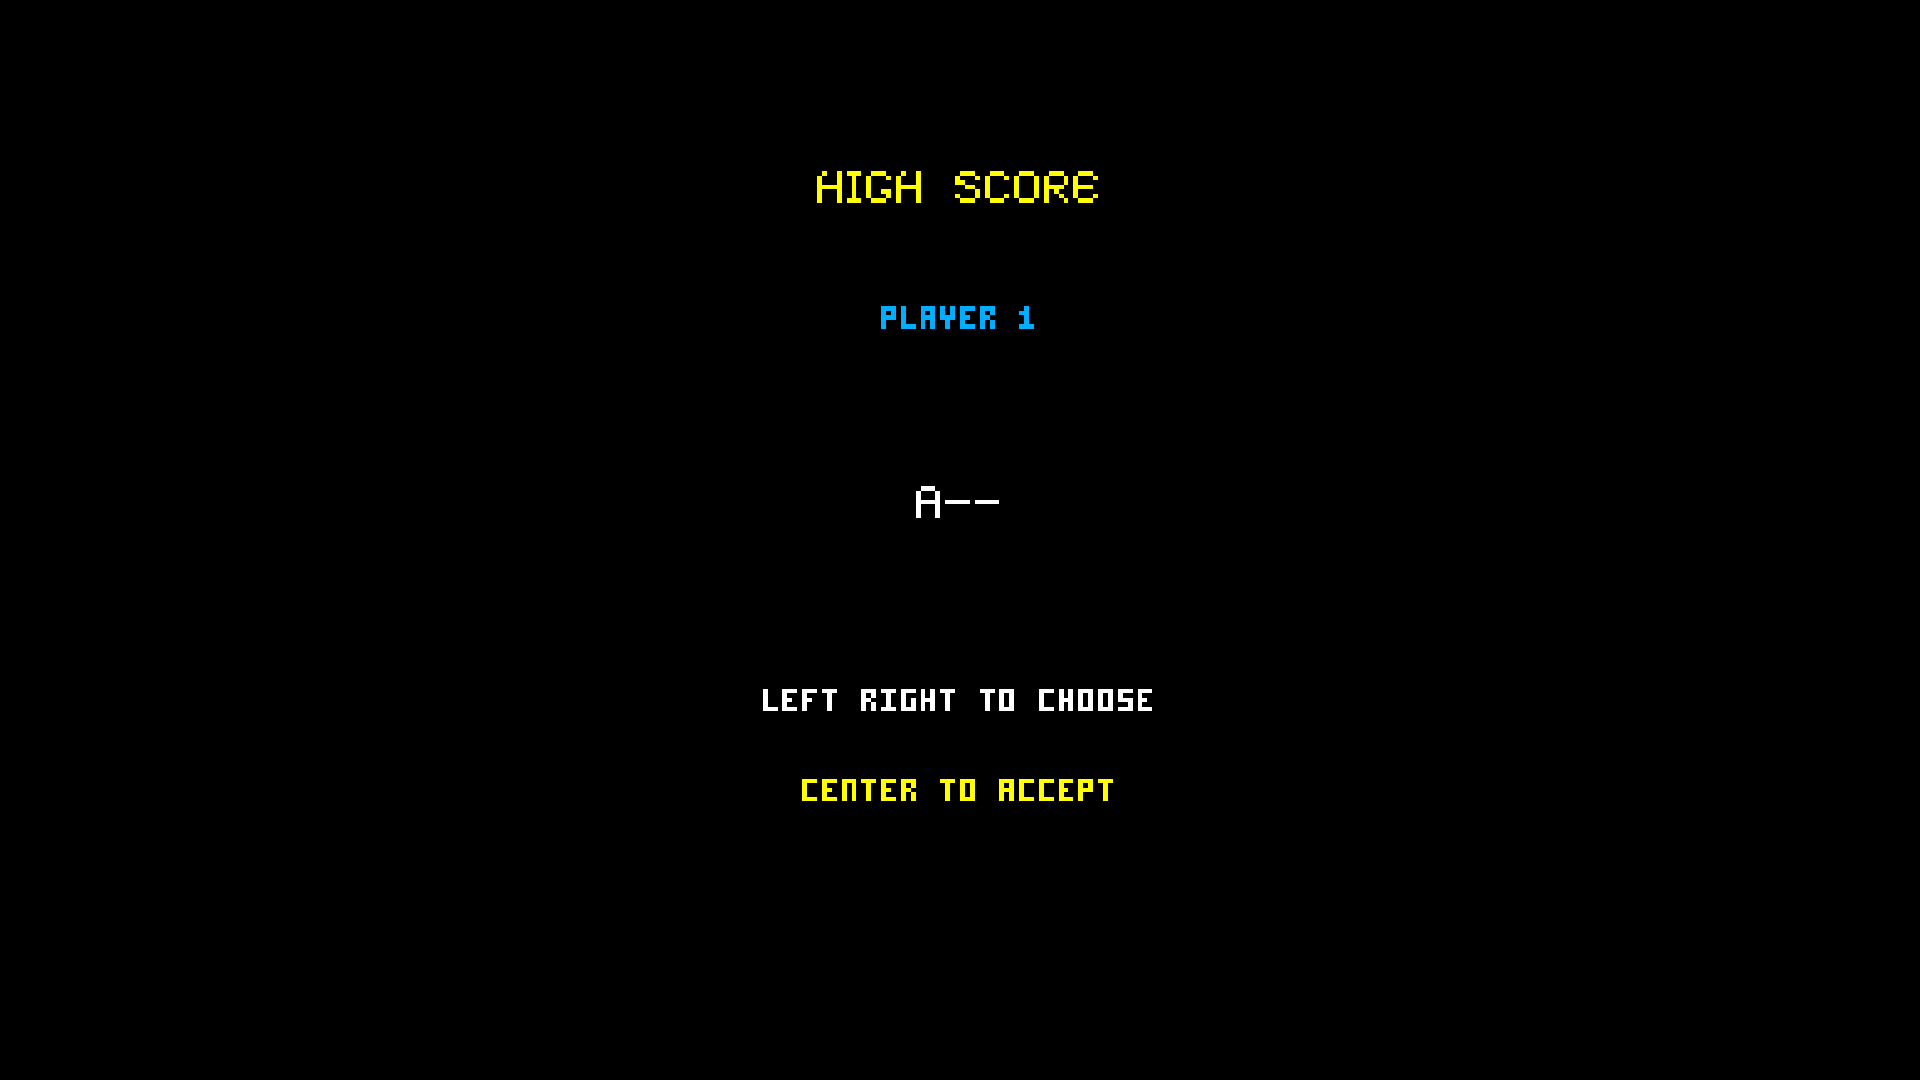 HIGH SCORE
PLAYER 1
A--
LEFT RIGHT TO CHOOSE
CENTER TO ACCEPT